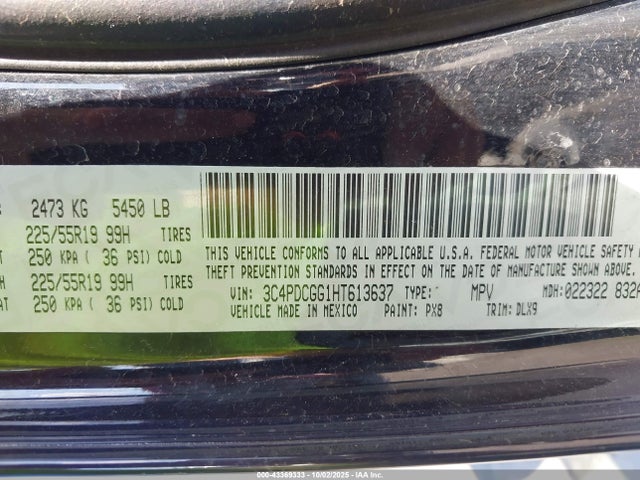 2473 KG 5450 LB
225/55R19 99H TIRES
250 KPA ( 36 PSI) COLD
225/55R19 99H TIRES
250 KPA ( 36 PSI) COLD
THIS VEHICLE CONFORMS TO ALL APPLICABLE U.S.A. FEDERAL MOTOR VEHICLE SAFETY
THEFT PREVENTION STANDARDS IN EFFECT ON THE DATE OF MANUFACTURE SHOWN ABOVE.
VIN: 3C4PDCGG1HT613637 TYPE: MPV MDH: 022322 8324
VEHICLE MADE IN MEXICO PAINT: PX8 TRIM: DLX9
000-43369333 - 10/02/2025 - IAA Inc.